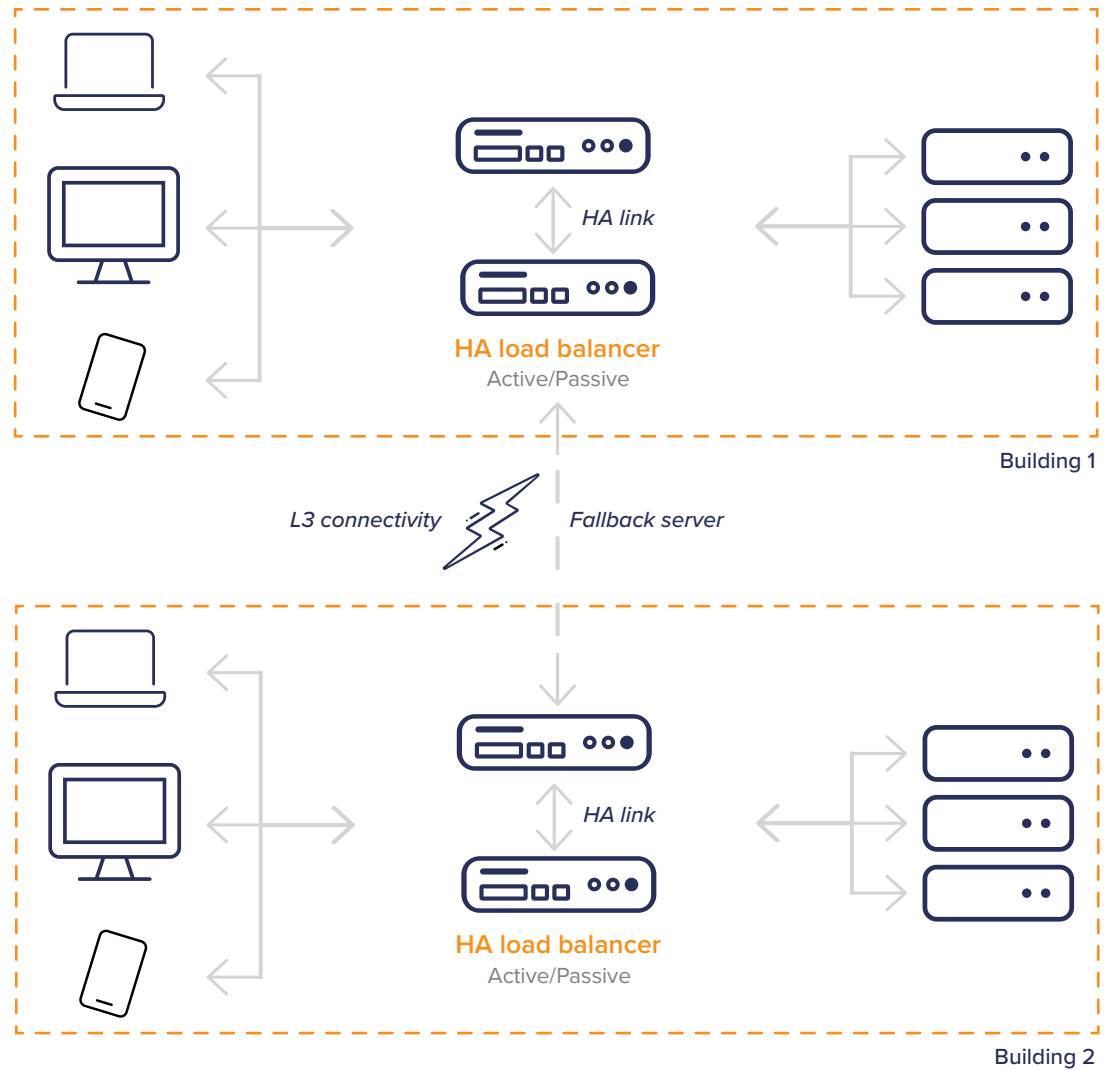 HA link
HA load balancer
Active/Passive
Building 1
L3 connectivity
Fallback server
HA link
HA load balancer
Active/Passive
Building 2